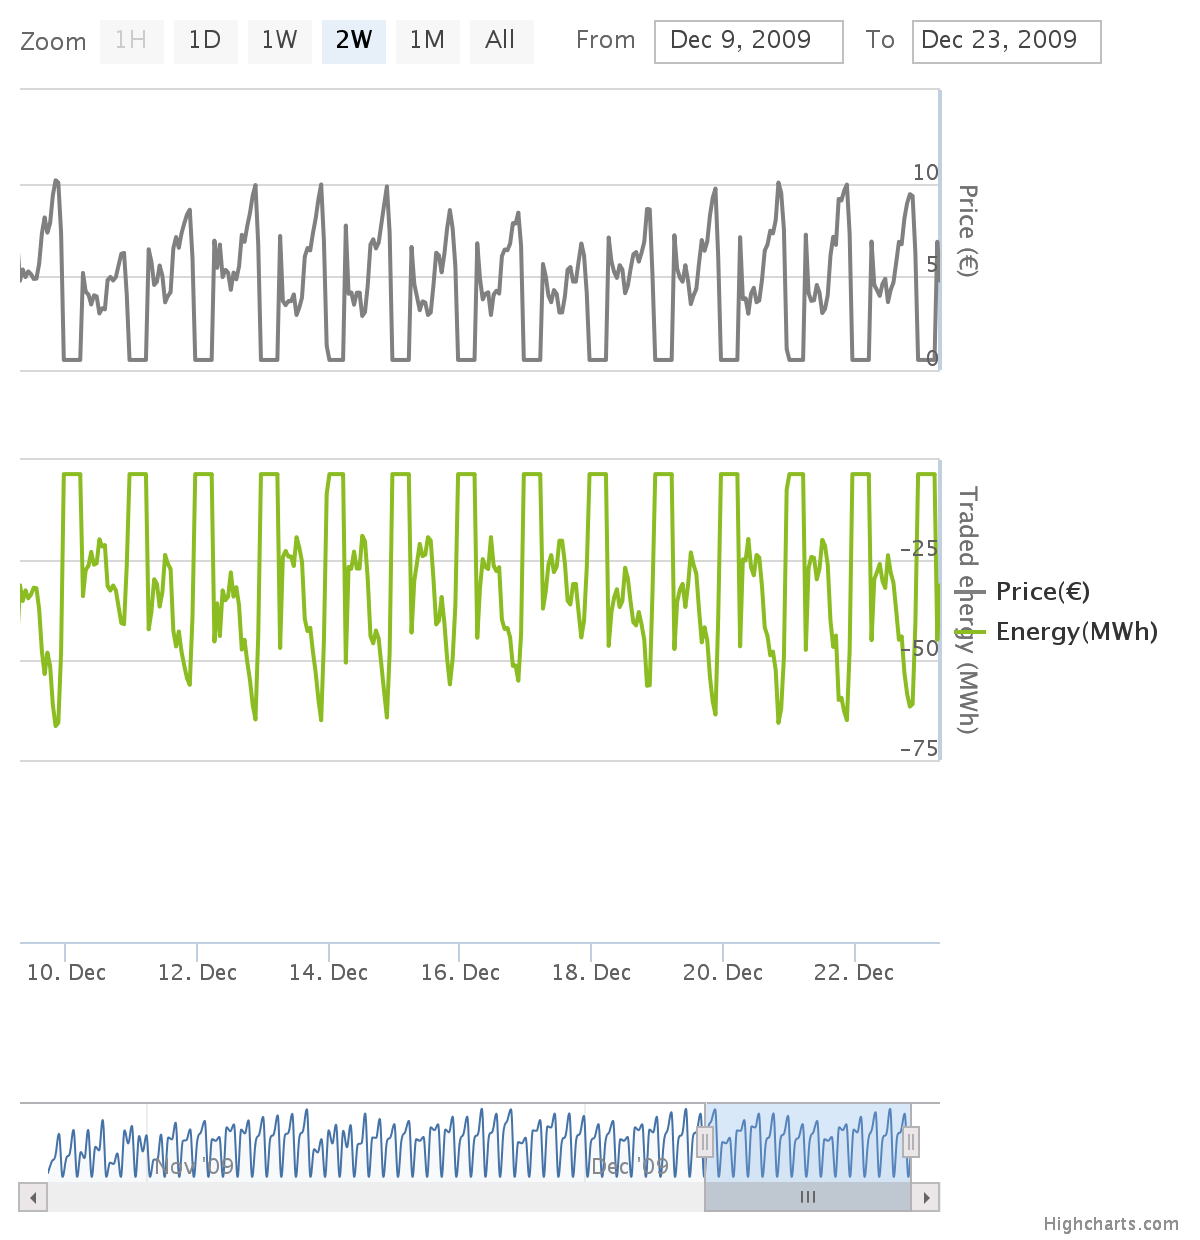 Zoom 1H 1D 1W 2W 1M All From Dec 9, 2009 To Dec 23, 2009
10
5
0
Price (€)
−25
−50
−75
Traded energy (MWh)
Price(€)
Energy(MWh)
10. Dec 12. Dec 14. Dec 16. Dec 18. Dec 20. Dec 22. Dec
Nov '09 Dec '09
Highcharts.com